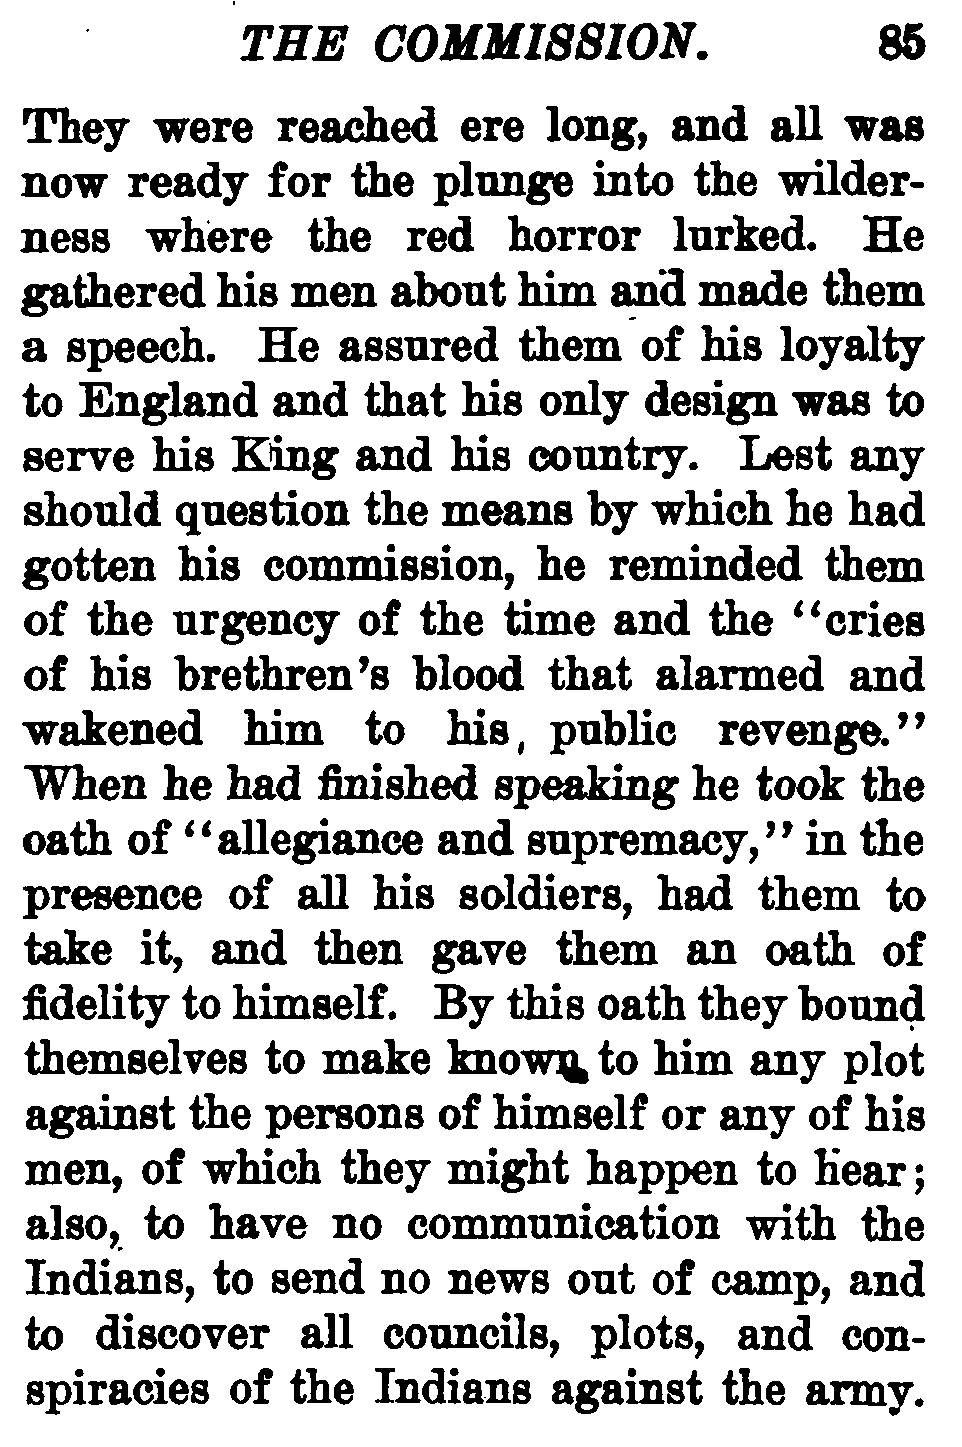 THE COMMISSION. 85
They were reached ere long, and all was
now ready for the plunge into the wilder-
ness where the red horror lurked. He
gathered his men about him and made them
a speech. He assured them of his loyalty
to England and that his only design was to
serve his King and his country. Lest any
should question the means by which he had
gotten his commission, he reminded them
of the urgency of the time and the "cries
of his brethren's blood that alarmed and
wakened him to his, public revenge."
When he had finished speaking he took the
oath of "allegiance and supremacy," in the
presence of all his soldiers, had them to
take it, and then gave them an oath of
fidelity to himself. By this oath they bound
themselves to make known to him any plot
against the persons of himself or any of his
men, of which they might happen to hear;
also, to have no communication with the
Indians, to send no news out of camp, and
to discover all councils, plots, and con-
spiracies of the Indians against the army.